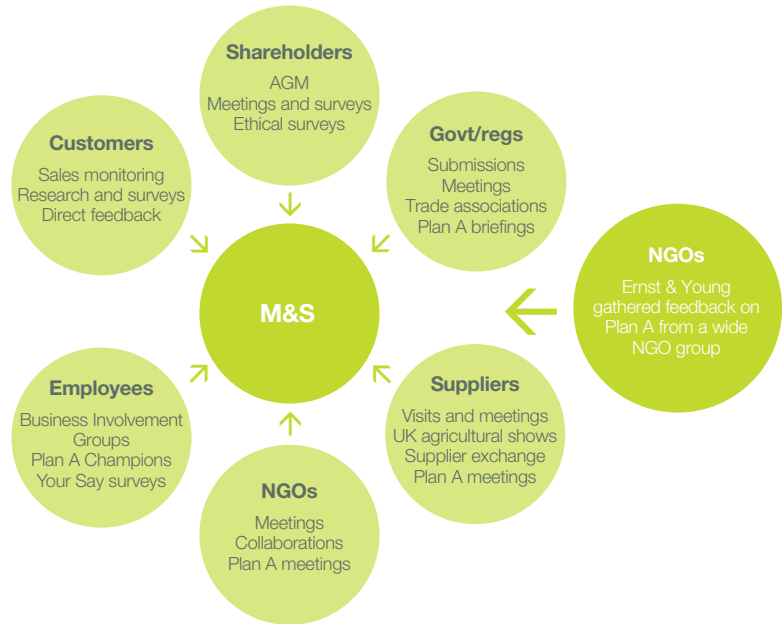 Shareholders
AGM
Meetings and surveys
Ethical surveys
Customers
Sales monitoring
Research and surveys
Direct feedback
Govt/regs
Submissions
Meetings
Trade associations
Plan A briefings
M&S
NGOs
Ernst & Young
gathered feedback on
Plan A from a wide
NGO group
Employees
Business Involvement
Groups
Plan A Champions
Your Say surveys
Suppliers
Visits and meetings
UK agricultural shows
Supplier exchange
Plan A meetings
NGOs
Meetings
Collaborations
Plan A meetings